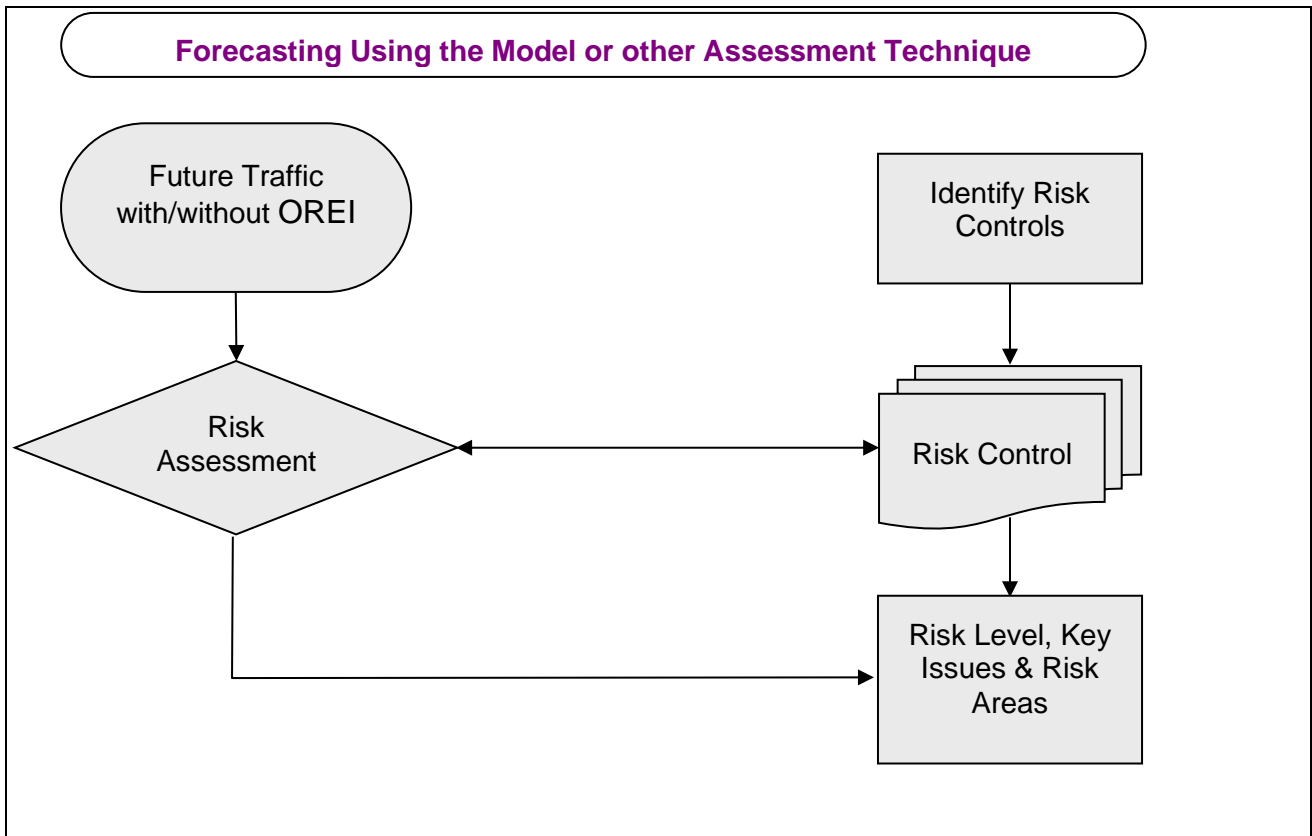 Forecasting Using the Model or other Assessment Technique
Future Traffic
with/without OREI
Identify Risk
Controls
Risk
Assessment
Risk Control
Risk Level, Key
Issues & Risk
Areas